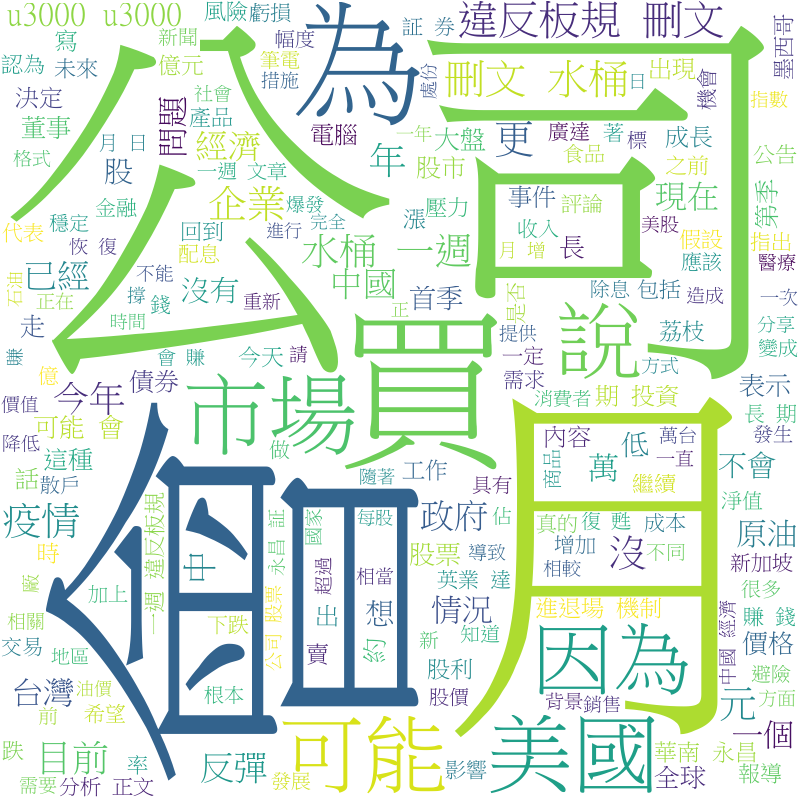 u3000 u3000
風險
虧損
幅度
証 券
違反板規 刪文
墨西哥
寫
新聞
億元
筆電
認為
未來
措施
處份
公司
為
刪文 水桶
出現
日
機會
指數
決定
社會
產品
董事
問題
電腦
一年
大盤
更
廣達
著
標
成長
月 日
格式
經濟
年
股市
食品
之前
公告
股
一週
文章
企業
爆發
完全
漲
壓力
事件
評論
現在
第季
穩定
金融
回到
進行
收入
美股
代表
配息
水桶 一週
月 增
長
假設
指出
恢 復
已經
沒有
中國
說
應該
醫療
石油
正在
不能
重新
首季
是否
除息
包括
造成
一次
撐
錢
走
買
時間
正
提供
荔枝
分享
賺
會 賺
今天
請
一定
方式
變成
億
今年
債券
市場
需求
消費者
期
投資
表示
價值
可能 會
做
月
長 期
降低
這種
金
內容
低
萬台
發生
話
散戶
隨著
工作
商品
萬
一直
不會
疫情
具有
繼續
淨值
違反板規
中
國家
每股
政府
佔
真的
復 甦
成本
原油
時
永昌 証
沒
股票
導致
增加
不同
新加坡
廠
一週
加上
超過
相當
英業 達
相較
很多
相關
下跌
公司 股票
出
想
情況
進退場 機制
中國 經濟
賺 錢
交易
地區
賣
約
新
知道
因為
價格
股利
台灣
油價
根本
股價
背景
銷售
元
避險
前
希望
可能
美國
方面
一個
跌
目前
率
反彈
影響
華南 永昌
需要
分析
正文
發展
全球
報導